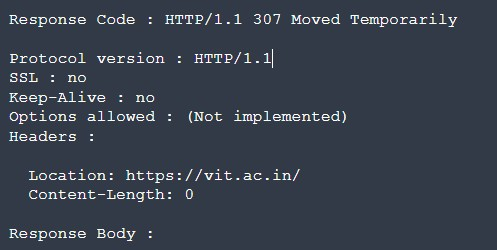 Response Code : HTTP/1.1 307 Moved Temporarily
Protocol version : HTTP/1.1
SSL : no
Keep-Alive : no
Options allowed : (Not implemented)
Headers :
Location: https://vit.ac.in/
Content-Length: 0
Response Body :